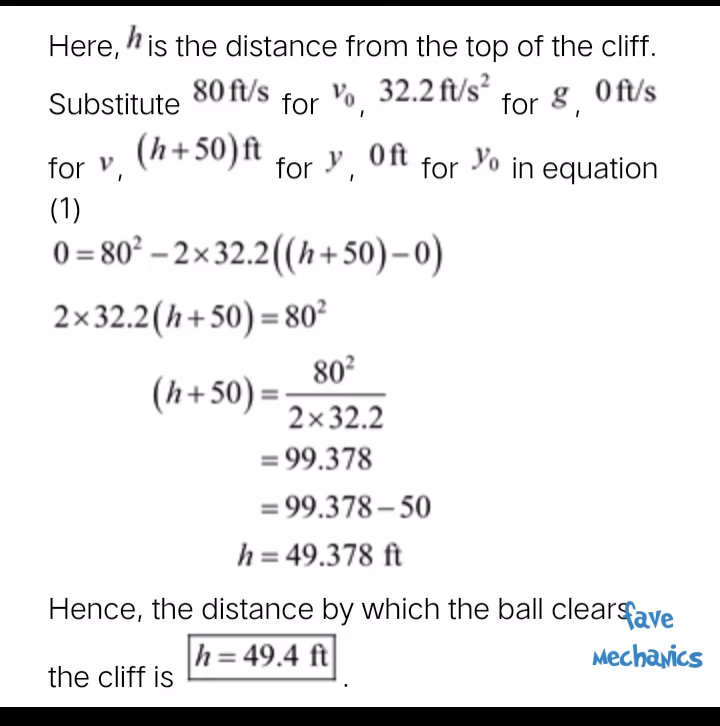 Here, h is the distance from the top of the cliff.
Substitute 80 ft/s for v₀, 32.2 ft/s² for g, 0 ft/s
for v, (h+50) ft for y, 0 ft for y₀ in equation
(1)
0 = 80² − 2×32.2((h+50)−0)
2×32.2(h+50) = 80²
(h+50) = 80² / 2×32.2
= 99.378
= 99.378 − 50
h = 49.378 ft
Hence, the distance by which the ball clears
the cliff is h = 49.4 ft.
fave
Mechanics